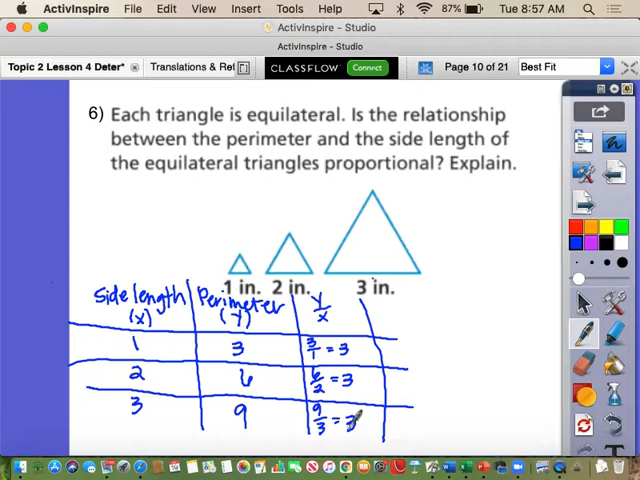 ActivInspire File Edit View Insert Tools Help 87% Tue 8:57 AM
ActivInspire - Studio
ActivInspire - Studio
Topic 2 Lesson 4 Deter* Translations & Ref CLASSFLOW Connect Page 10 of 21 Best Fit
6) Each triangle is equilateral. Is the relationship
between the perimeter and the side length of
the equilateral triangles proportional? Explain.
1 in. 2 in. 3 in.
Side length Perimeter Y/X
(X) (Y)
1 3 3/1 = 3
2 6 6/2 = 3
3 9 9/3 = 3